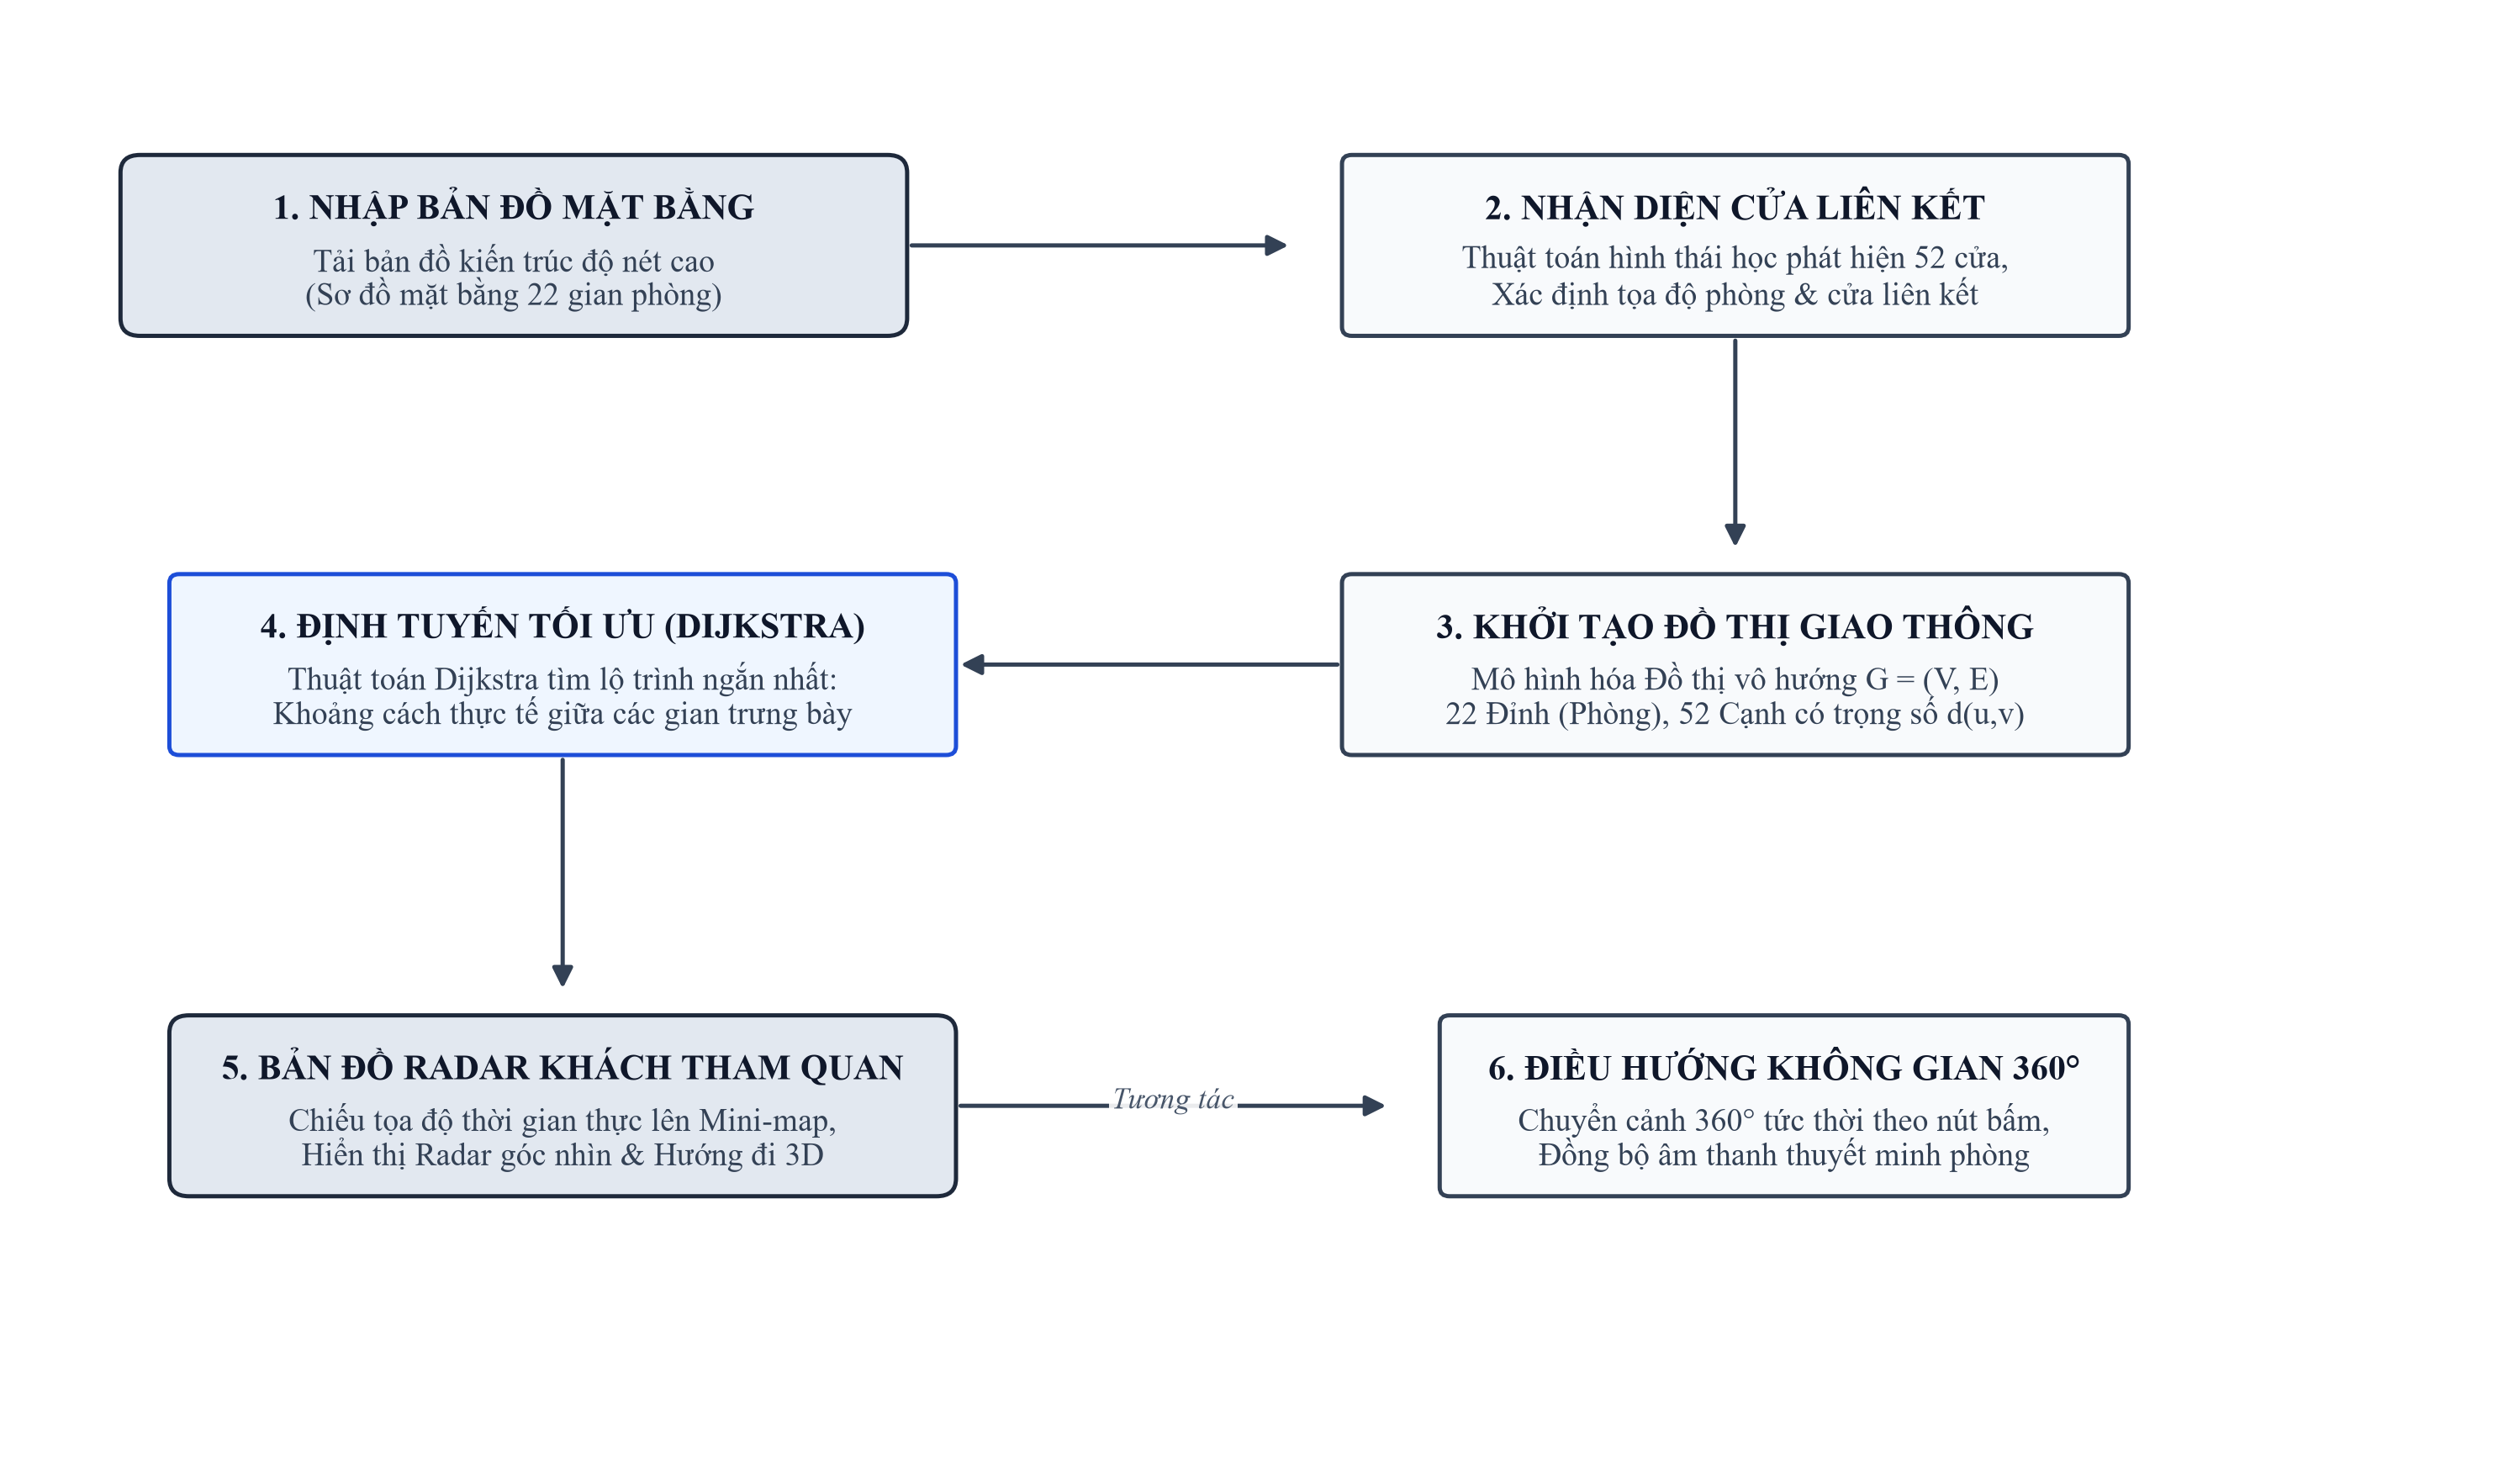 1. NHẬP BẢN ĐỒ MẶT BẰNG
Tải bản đồ kiến trúc độ nét cao
(Sơ đồ mặt bằng 22 gian phòng)
2. NHẬN DIỆN CỬA LIÊN KẾT
Thuật toán hình thái học phát hiện 52 cửa,
Xác định tọa độ phòng & cửa liên kết
3. KHỞI TẠO ĐỒ THỊ GIAO THÔNG
Mô hình hóa Đồ thị vô hướng G = (V, E)
22 Đỉnh (Phòng), 52 Cạnh có trọng số d(u,v)
4. ĐỊNH TUYẾN TỐI ƯU (DIJKSTRA)
Thuật toán Dijkstra tìm lộ trình ngắn nhất:
Khoảng cách thực tế giữa các gian trưng bày
5. BẢN ĐỒ RADAR KHÁCH THAM QUAN
Chiếu tọa độ thời gian thực lên Mini-map,
Hiển thị Radar góc nhìn & Hướng đi 3D
Tương tác
6. ĐIỀU HƯỚNG KHÔNG GIAN 360°
Chuyển cảnh 360° tức thời theo nút bấm,
Đồng bộ âm thanh thuyết minh phòng